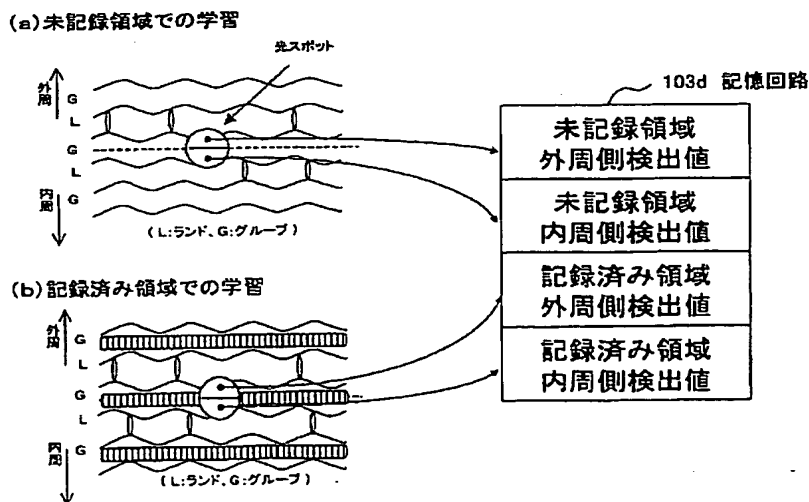 (a)未記録領域での学習
光スポット
外周
G
L
G
L
G
内周
(L:ランド、G:グルーブ)
103d 記憶回路
未記録領域
外周側検出値
未記録領域
内周側検出値
記録済み領域
外周側検出値
記録済み領域
内周側検出値
(b)記録済み領域での学習
外周
G
L
G
L
G
内周
(L:ランド、G:グルーブ)